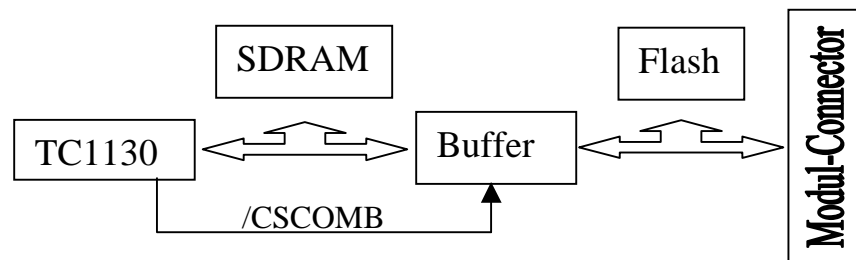 SDRAM
Flash
TC1130
Buffer
/CSCOMB
Modul-Connector